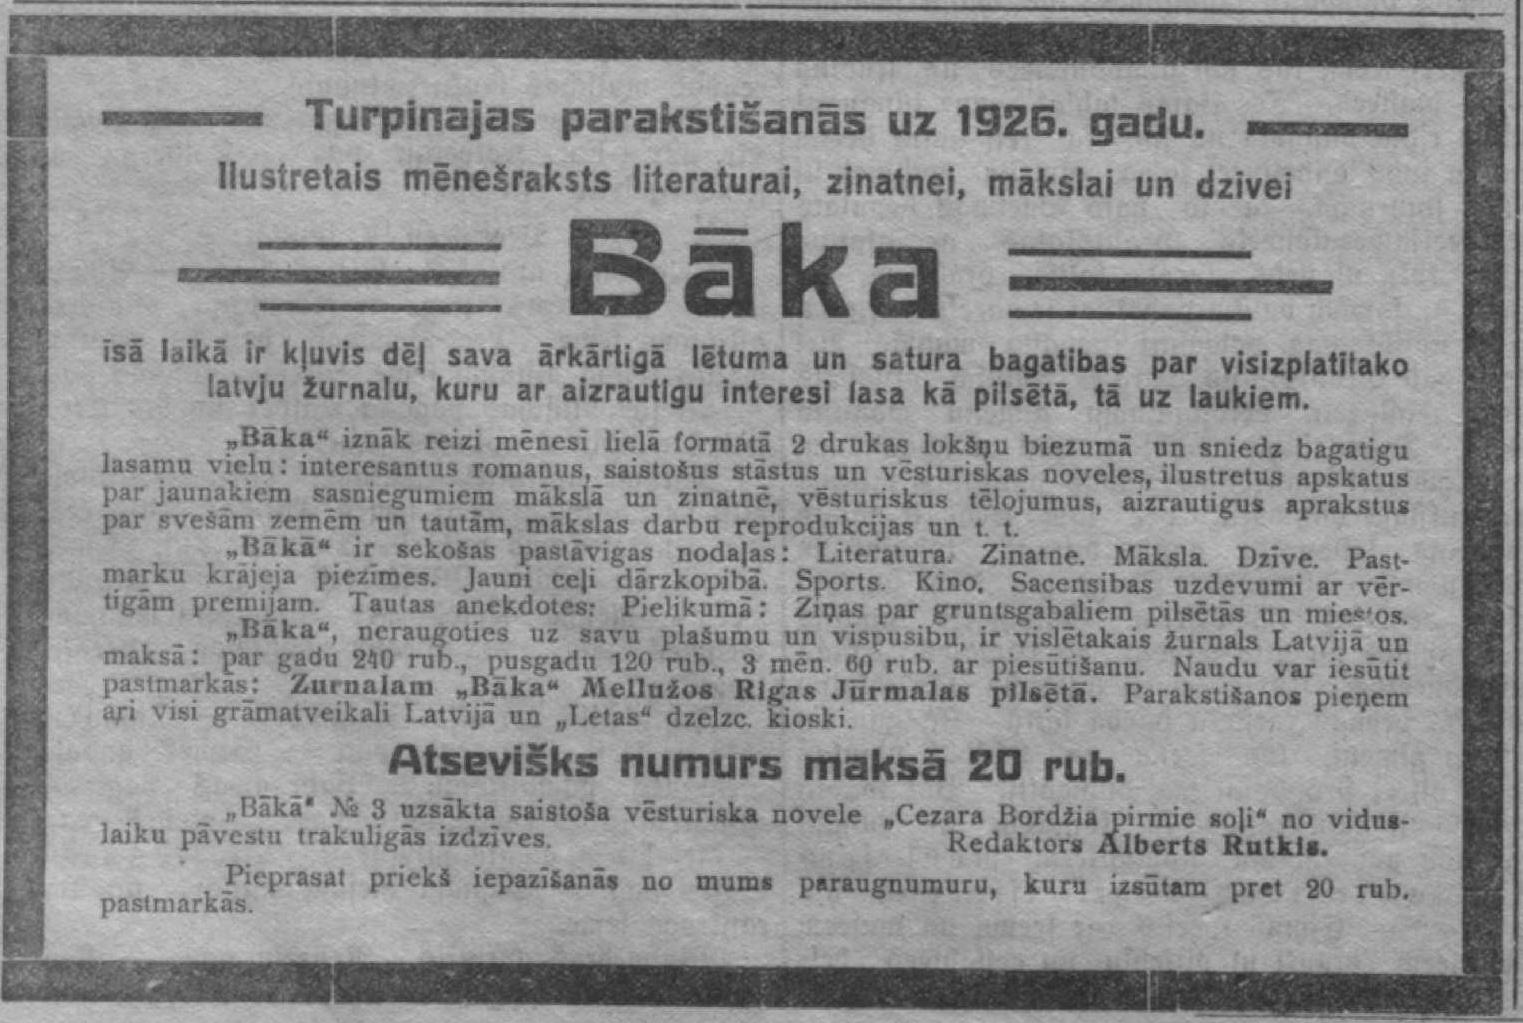 Turpinajas parakstišanās uz 1926. gadu.
Ilustretais mēnešraksts literaturai, zinatnei, mākslai un dzivei
Bāka
īsā laikā ir kļuvis dēļ sava ārkārtigā lētuma un satura bagatibas par visizplatitako
latvju žurnalu, kuru ar aizrautigu interesi lasa kā pilsētā, tā uz laukiem.
„Bāka“ iznāk reizi mēnesī lielā formatā 2 drukas lokšņu biezumā un sniedz bagatigu
lasamu vielu: interesantus romanus, saistošus stāstus un vēsturiskas noveles, ilustretus apskatus
par jaunakiem sasniegumiem mākslā un zinatnē, vēsturiskus tēlojumus, aizrautigus aprakstus
par svešām zemēm un tautām, mākslas darbu reprodukcijas un t. t.
„Bākā“ ir sekošas pastāvigas nodaļas: Literatura. Zinatne. Māksla. Dzīve. Past-
marku krājeja piezīmes. Jauni ceļi dārzkopibā. Sports. Kino. Sacensibas uzdevumi ar vēr-
tigām premijam. Tautas anekdotes: Pielikumā: Ziņas par gruntsgabaliem pilsētās un miestos.
„Bāka“, neraugoties uz savu plašumu un vispusibu, ir vislētakais žurnals Latvijā un
maksā: par gadu 240 rub., pusgadu 120 rub., 3 mēn. 60 rub. ar piesūtišanu. Naudu var iesūtit
pastmarkās: Zurnalam „Bāka“ Mellužos Rigas Jūrmalas pilsētā. Parakstišanos pieņem
ari visi grāmatveikali Latvijā un „Letas“ dzelzc. kioski.
Atsevišks numurs maksā 20 rub.
„Bākā“ № 3 uzsākta saistoša vēsturiska novele „Cezara Bordžia pirmie soļi“ no vidus-
laiku pāvestu trakuligās izdzīves. Redaktors Alberts Rutkis.
Pieprasat priekš iepazīšanās no mums paraugnumuru, kuru izsūtam pret 20 rub.
pastmarkās.